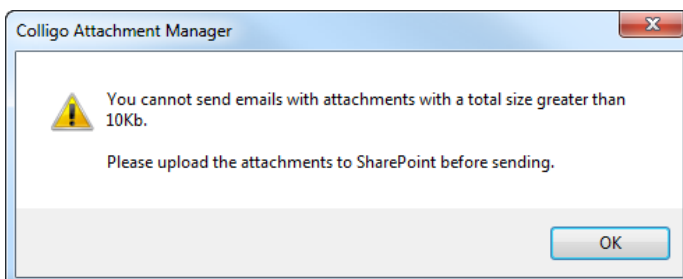 Colligo Attachment Manager
You cannot send emails with attachments with a total size greater than
10Kb.
Please upload the attachments to SharePoint before sending.
OK